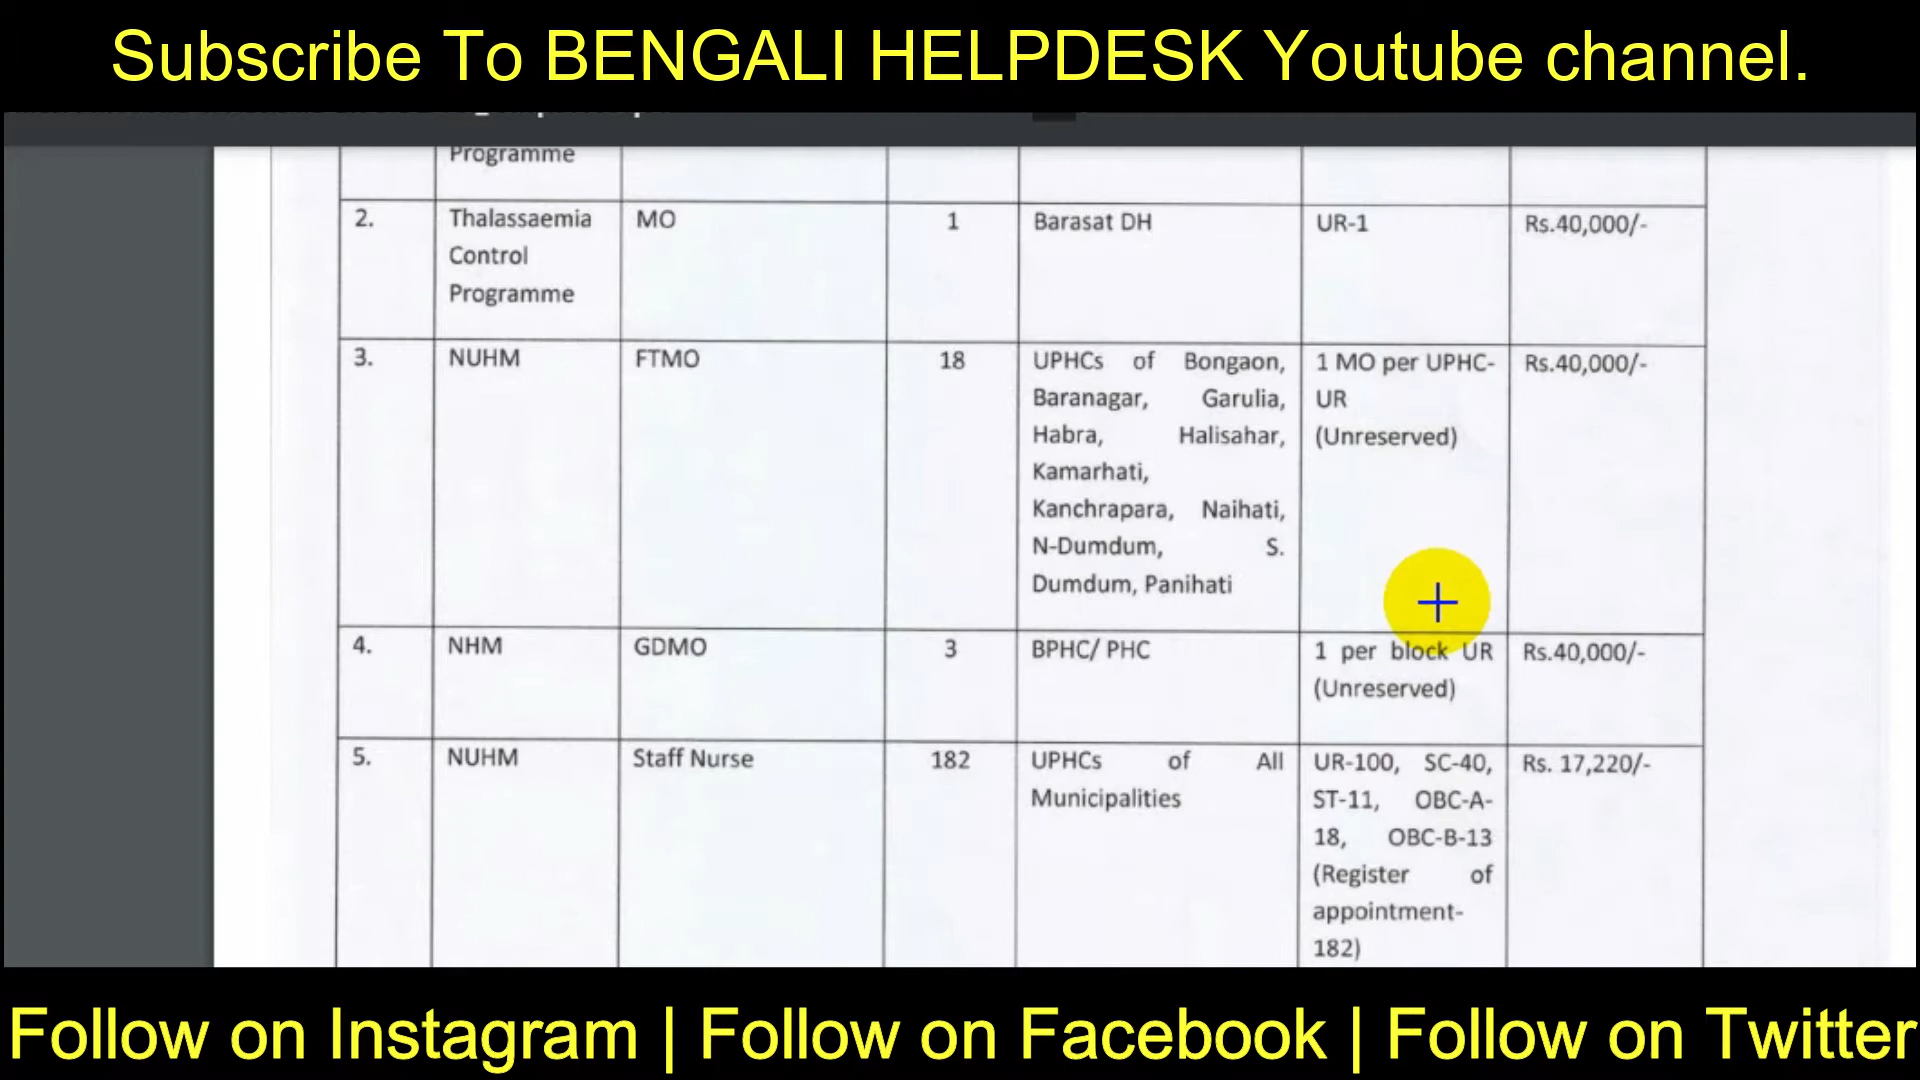 Subscribe To BENGALI HELPDESK Youtube channel.
Programme
2. Thalassaemia Control Programme MO 1 Barasat DH UR-1 Rs.40,000/-
3. NUHM FTMO 18 UPHCs of Bongaon, Baranagar, Garulia, Habra, Halisahar, Kamarhati, Kanchrapara, Naihati, N-Dumdum, S. Dumdum, Panihati 1 MO per UPHC-UR (Unreserved) Rs.40,000/-
4. NHM GDMO 3 BPHC/ PHC 1 per block UR (Unreserved) Rs.40,000/-
5. NUHM Staff Nurse 182 UPHCs of All Municipalities UR-100, SC-40, ST-11, OBC-A-18, OBC-B-13 (Register of appointment-182) Rs. 17,220/-
Follow on Instagram | Follow on Facebook | Follow on Twitter